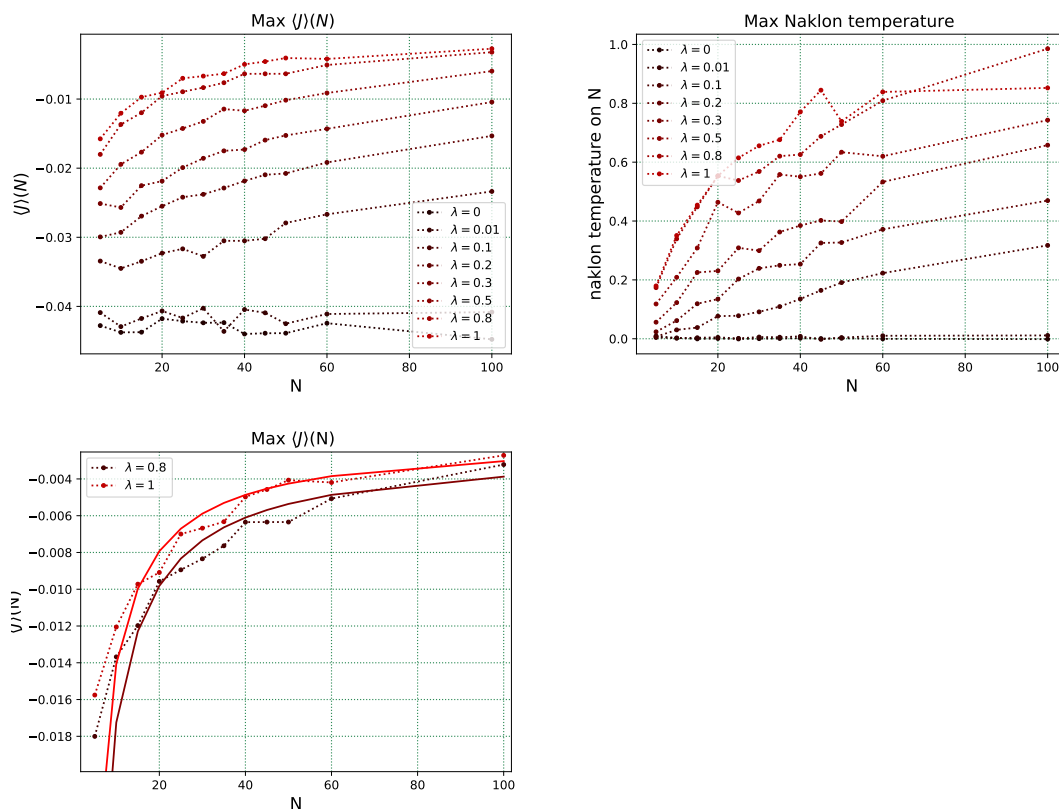 Max ⟨J⟩(N)
−0.01
−0.02
−0.03
−0.04
⟨J⟩(N)
20
40
60
80
100
N
λ = 0
λ = 0.01
λ = 0.1
λ = 0.2
λ = 0.3
λ = 0.5
λ = 0.8
λ = 1
Max Naklon temperature
1.0
0.8
0.6
0.4
0.2
0.0
naklon temperature on N
20
40
60
80
100
N
λ = 0
λ = 0.01
λ = 0.1
λ = 0.2
λ = 0.3
λ = 0.5
λ = 0.8
λ = 1
Max ⟨J⟩(N)
−0.004
−0.006
−0.008
−0.010
−0.012
−0.014
−0.016
−0.018
⟨J⟩(N)
20
40
60
80
100
N
λ = 0.8
λ = 1